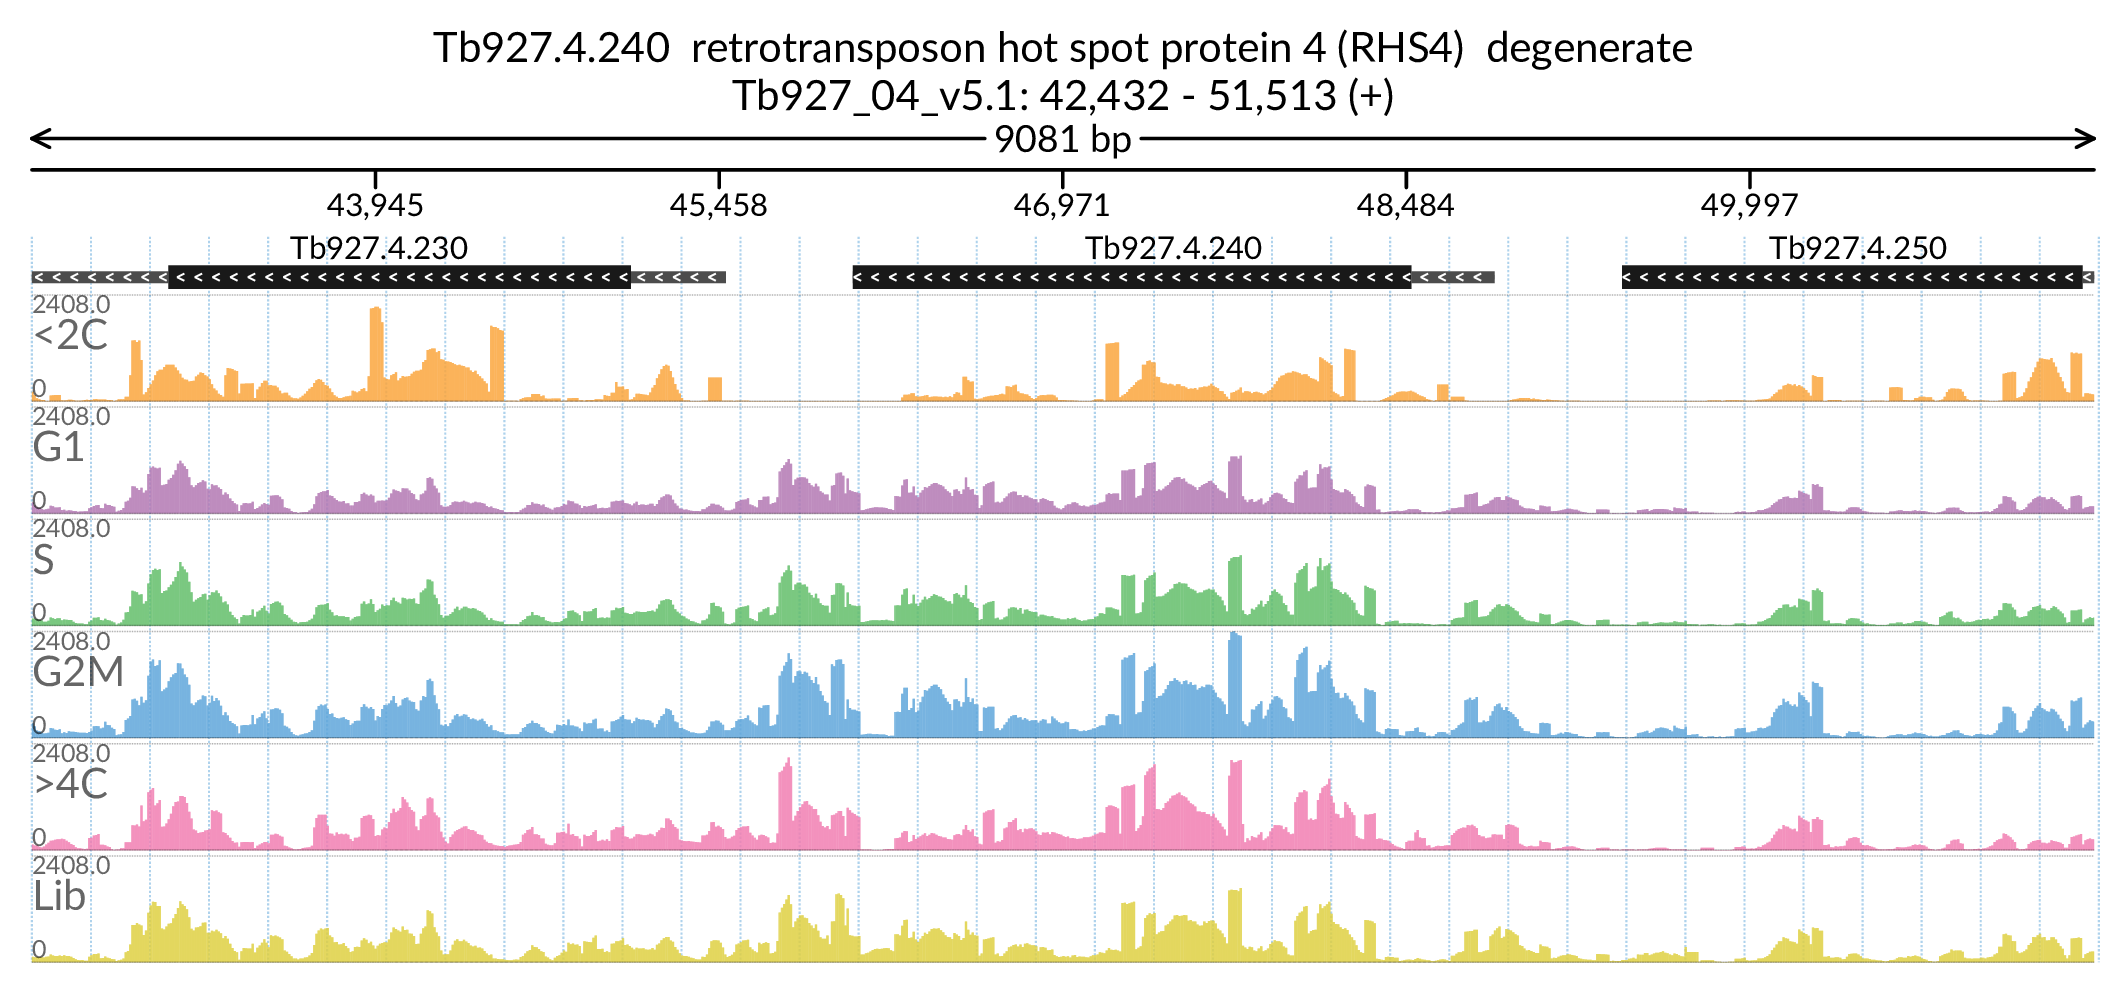 Tb927.4.240 retrotransposon hot spot protein 4 (RHS4) degenerate
Tb927_04_v5.1: 42,432 - 51,513 (+)
9081 bp
43,945 45,458 46,971 48,484 49,997
Tb927.4.230 Tb927.4.240 Tb927.4.250
2408.0
<2C
0
2408.0
G1
0
2408.0
S
0
2408.0
G2M
0
2408.0
>4C
0
2408.0
Lib
0